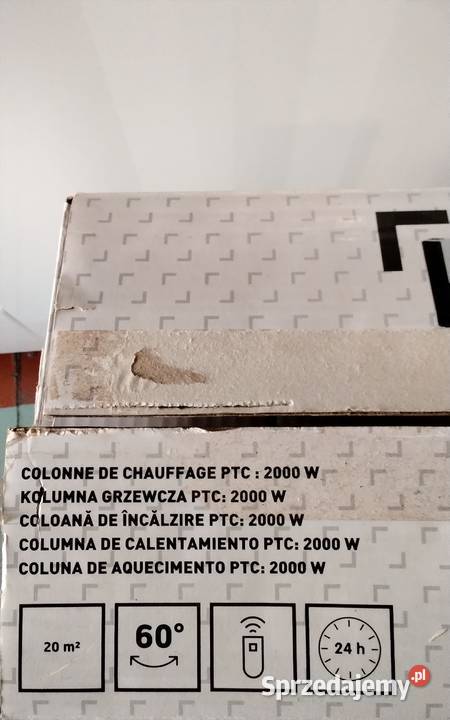 COLONNE DE CHAUFFAGE PTC : 2000 W
KOLUMNA GRZEWCZA PTC: 2000 W
COLOANĂ DE ÎNCĂLZIRE PTC: 2000 W
COLUMNA DE CALENTAMIENTO PTC: 2000 W
COLUNA DE AQUECIMENTO PTC: 2000 W
20 m² 60° 24 h
Sprzedajemy.pl